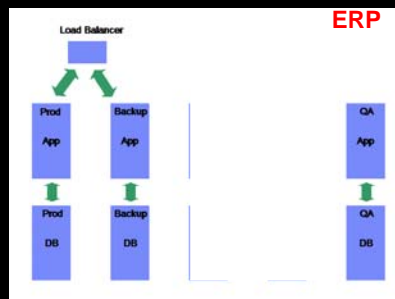 ERP
Load Balancer
Prod
App
Backup
App
QA
App
Prod
DB
Backup
DB
QA
DB